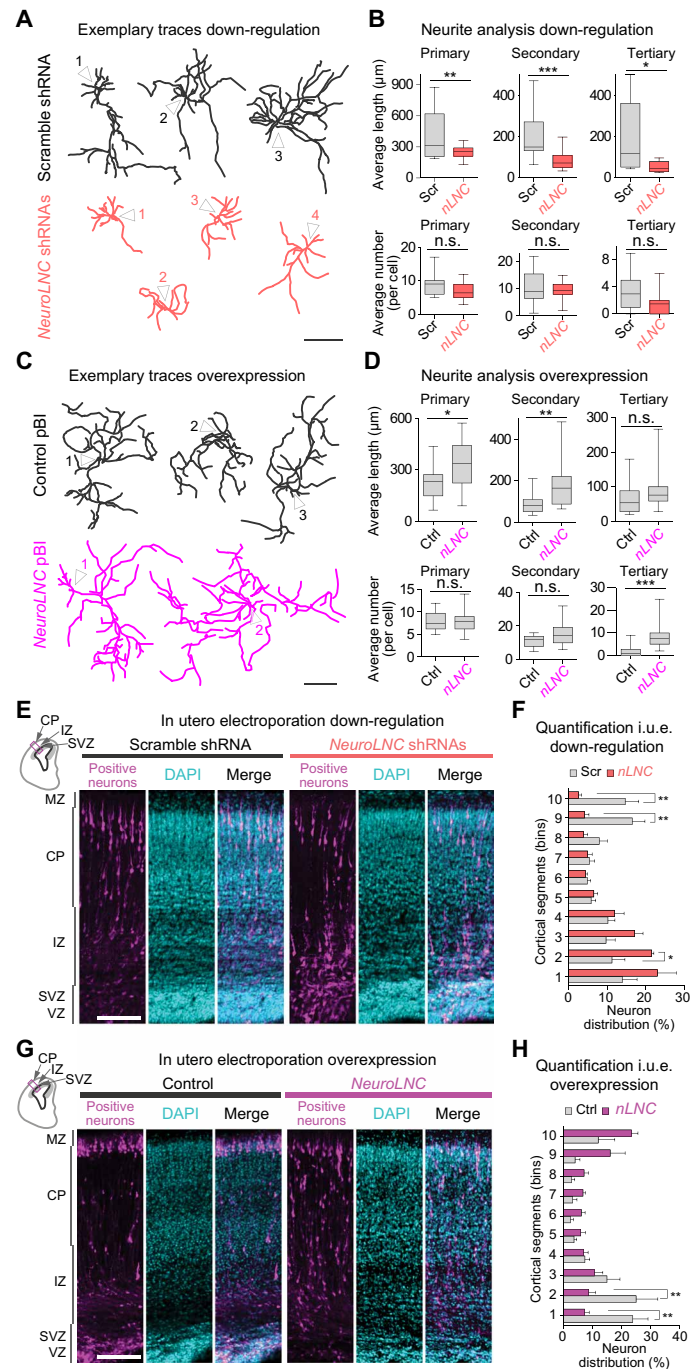 A
Exemplary traces down-regulation
Scramble shRNA
1
2
3
NeuroLNC shRNAs
1
2
3
4
B
Neurite analysis down-regulation
Primary
Secondary
Tertiary
Average length (μm)
900
600
300
0
**
Scr
nLNC
400
200
0
***
Scr
nLNC
400
200
0
*
Scr
nLNC
Primary
Secondary
Tertiary
Average number
(per cell)
20
10
0
n.s.
Scr
nLNC
20
10
0
n.s.
Scr
nLNC
8
4
0
n.s.
Scr
nLNC
C
Exemplary traces overexpression
Control pBI
1
2
3
NeuroLNC pBI
1
2
D
Neurite analysis overexpression
Primary
Secondary
Tertiary
Average length (μm)
600
300
0
*
Ctrl
nLNC
400
200
0
**
Ctrl
nLNC
300
200
100
0
n.s.
Ctrl
nLNC
Primary
Secondary
Tertiary
Average number
(per cell)
15
10
5
0
n.s.
Ctrl
nLNC
40
20
0
n.s.
Ctrl
nLNC
30
20
10
0
***
Ctrl
nLNC
E
In utero electroporation down-regulation
CP
IZ
SVZ
Scramble shRNA
NeuroLNC shRNAs
Positive
neurons
DAPI
Merge
Positive
neurons
DAPI
Merge
MZ
CP
IZ
SVZ
VZ
F
Quantification i.u.e.
down-regulation
Scr
nLNC
Cortical segments (bins)
10
**
9
**
8
7
6
5
4
3
2
*
1
0 10 20 30
Neuron
distribution (%)
G
In utero electroporation overexpression
CP
IZ
SVZ
Control
NeuroLNC
Positive
neurons
DAPI
Merge
Positive
neurons
DAPI
Merge
MZ
CP
IZ
SVZ
VZ
H
Quantification i.u.e.
overexpression
Ctrl
nLNC
Cortical segments (bins)
10
9
8
7
6
5
4
3
2
**
1
**
0 10 20 30 40
Neuron
distribution (%)